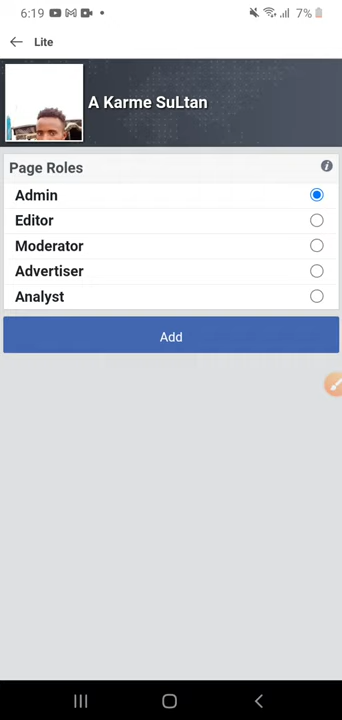 6:19
7%
Lite
A Karme SuLtan
Page Roles
Admin
Editor
Moderator
Advertiser
Analyst
Add